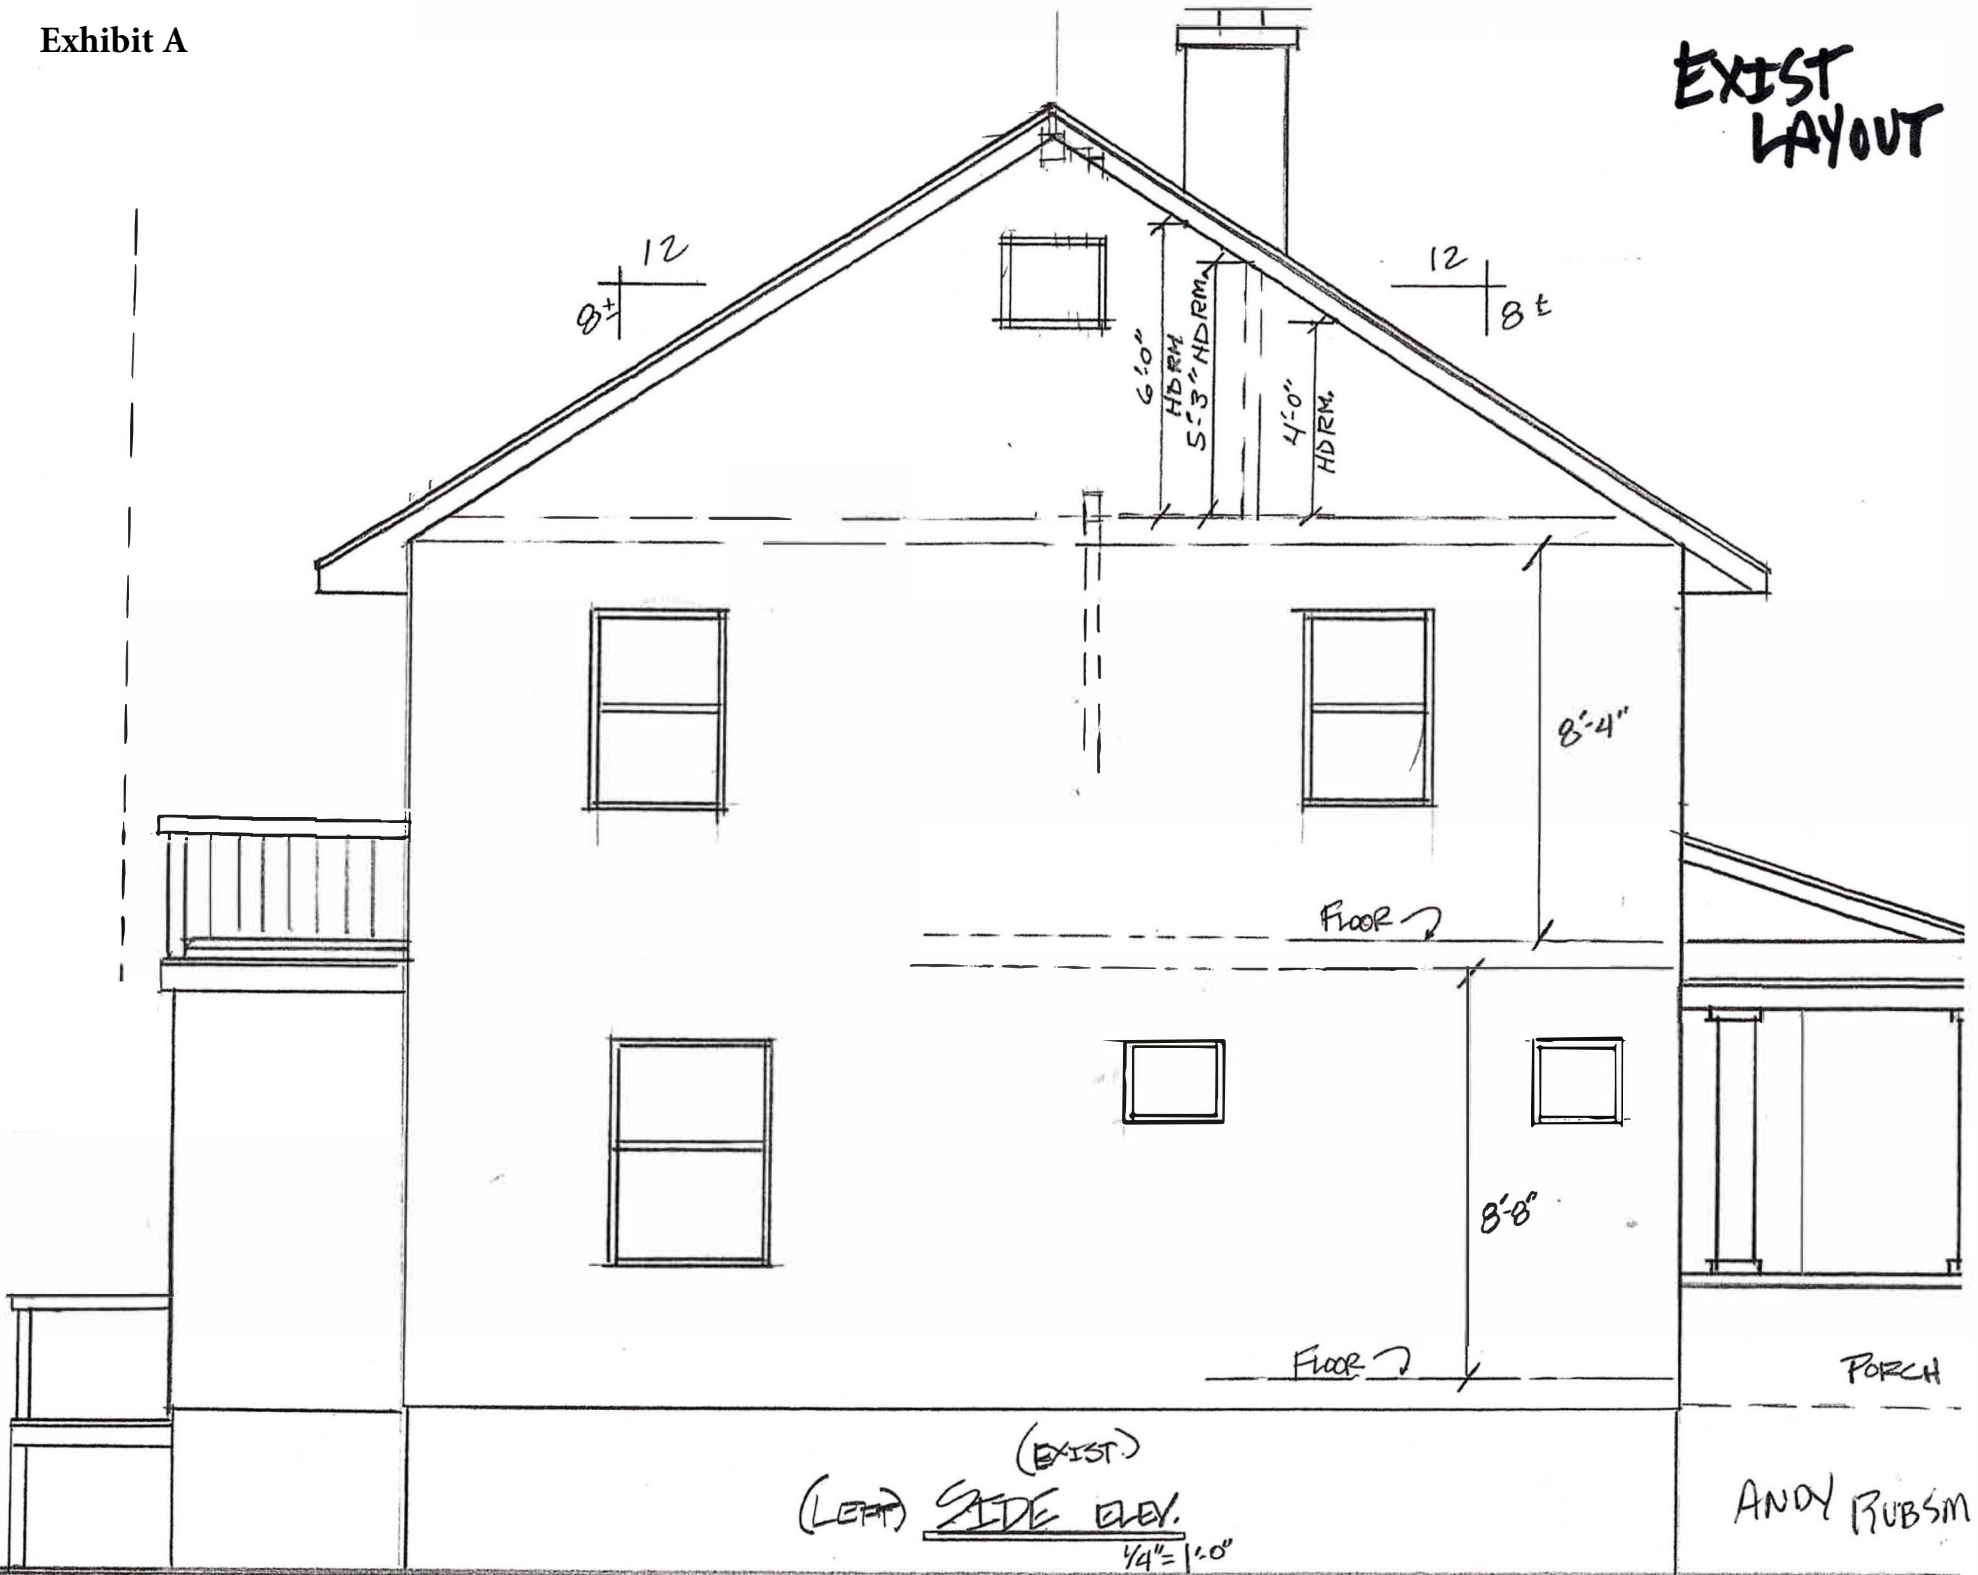 Exhibit A
EXIST
LAYOUT
12
8±
12
8±
6'-0"
HDRM
5'-3" HDRM.
4'-0"
HDRM.
8'-4"
FLOOR
8'-8"
FLOOR
PORCH
(EXIST.)
(LEFT) SIDE ELEV.
1/4"=1'-0"
ANDY RUBSM